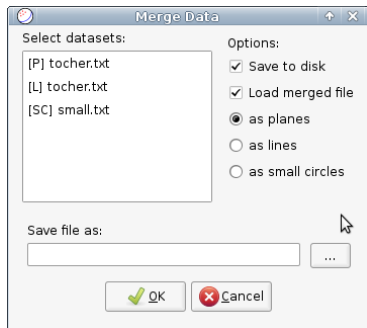 Merge Data
Select datasets:
[P] tocher.txt
[L] tocher.txt
[SC] small.txt
Options:
Save to disk
Load merged file
as planes
as lines
as small circles
Save file as:
...
OK
Cancel